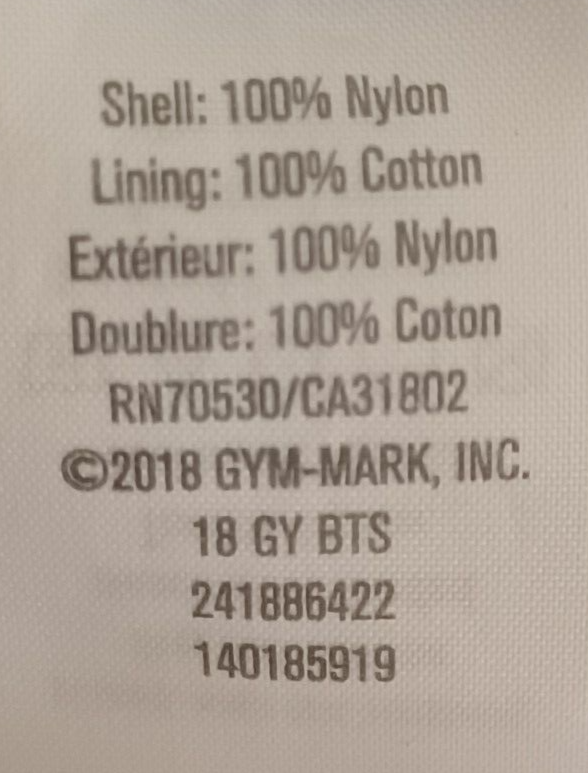 Shell: 100% Nylon
Lining: 100% Cotton
Extérieur: 100% Nylon
Doublure: 100% Coton
RN70530/CA31802
©2018 GYM-MARK, INC.
18 GY BTS
241886422
140185919